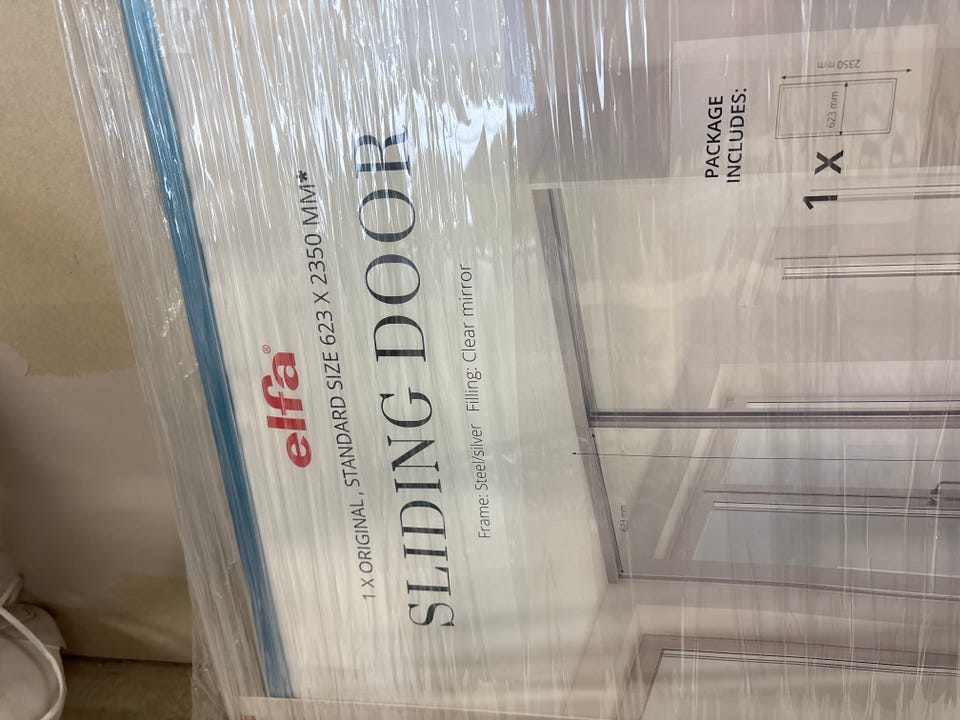 elfa®
1 X ORIGINAL, STANDARD SIZE 623 X 2350 MM*
SLIDING DOOR
Frame: Steel/silver Filling: Clear mirror
623 mm
PACKAGE
INCLUDES:
1 X
623 mm
2350 mm